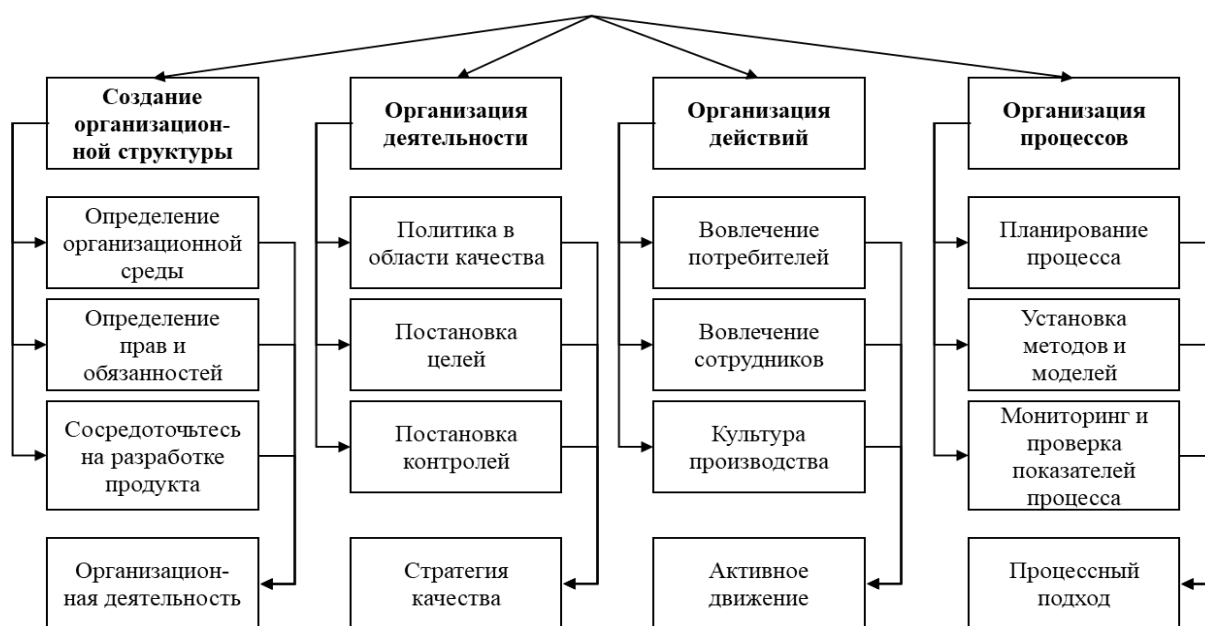 Создание
организацион-
ной структуры
Определение
организационной
среды
Определение
прав и
обязанностей
Сосредоточьтесь
на разработке
продукта
Организацион-
ная деятельность
Организация
деятельности
Политика в
области качества
Постановка
целей
Постановка
контролей
Стратегия
качества
Организация
действий
Вовлечение
потребителей
Вовлечение
сотрудников
Культура
производства
Активное
движение
Организация
процессов
Планирование
процесса
Установка
методов и
моделей
Мониторинг и
проверка
показателей
процесса
Процессный
подход